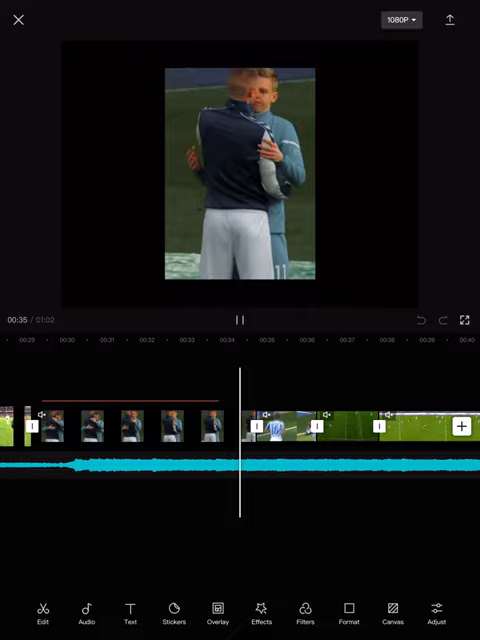 1080P
00:35 / 01:02
00:29 00:30 00:31 00:32 00:33 00:34 00:35 00:36 00:37 00:38 00:39 00:40
16
11
Edit Audio Text Stickers Overlay Effects Filters Format Canvas Adjust